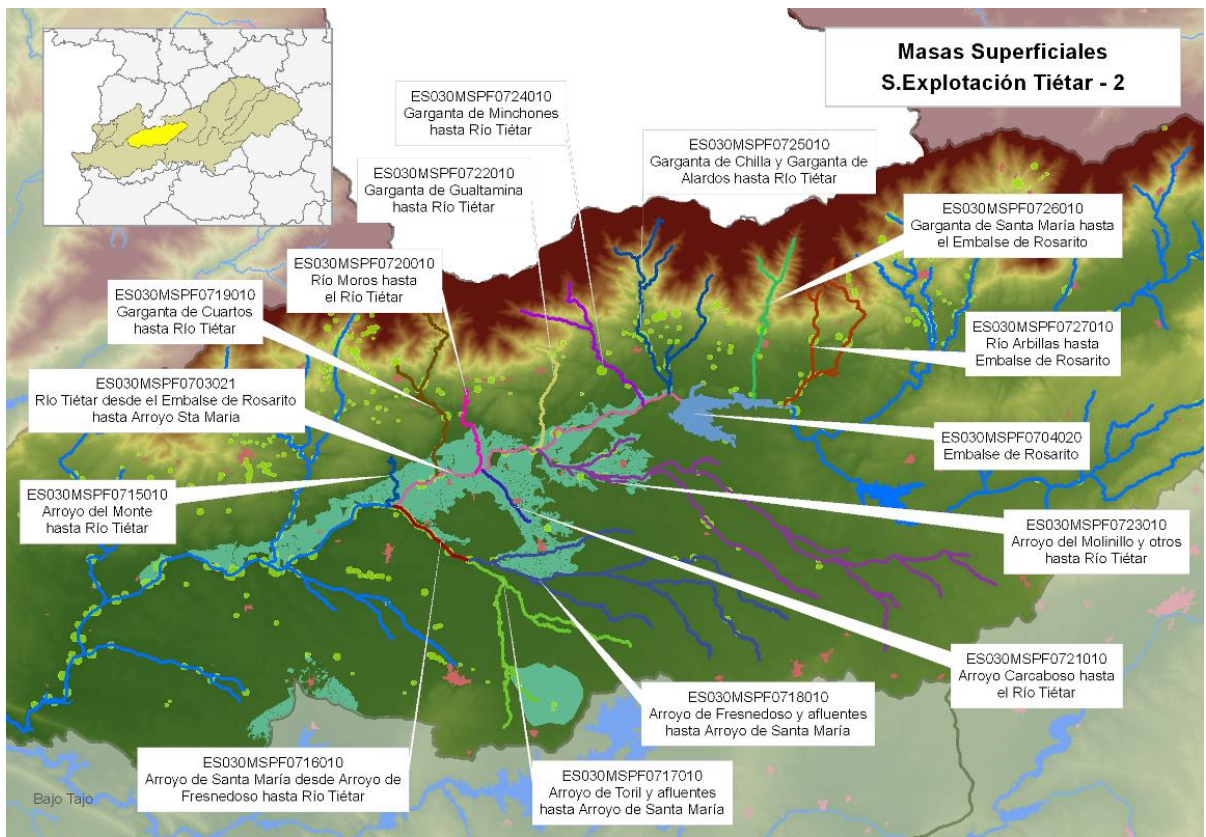 Masas Superficiales
S.Explotación Tiétar - 2
ES030MSPF0724010
Garganta de Minchones
hasta Río Tiétar
ES030MSPF0725010
Garganta de Chilla y Garganta de
Alardos hasta Río Tiétar
ES030MSPF0722010
Garganta de Gualtamina
hasta Río Tiétar
ES030MSPF0726010
Garganta de Santa María hasta
el Embalse de Rosarito
ES030MSPF0720010
Río Moros hasta
el Río Tiétar
ES030MSPF0719010
Garganta de Cuartos
hasta Río Tiétar
ES030MSPF0727010
Río Arbillas hasta
Embalse de Rosarito
ES030MSPF0703021
Río Tiétar desde el Embalse de Rosarito
hasta Arroyo Sta Maria
ES030MSPF0704020
Embalse de Rosarito
ES030MSPF0715010
Arroyo del Monte
hasta Río Tiétar
ES030MSPF0723010
Arroyo del Molinillo y otros
hasta Río Tiétar
ES030MSPF0721010
Arroyo Carcaboso hasta
el Río Tiétar
ES030MSPF0718010
Arroyo de Fresnedoso y afluentes
hasta Arroyo de Santa María
ES030MSPF0716010
Arroyo de Santa María desde Arroyo de
Fresnedoso hasta Río Tiétar
ES030MSPF0717010
Arroyo de Toril y afluentes
hasta Arroyo de Santa María
Bajo Tajo